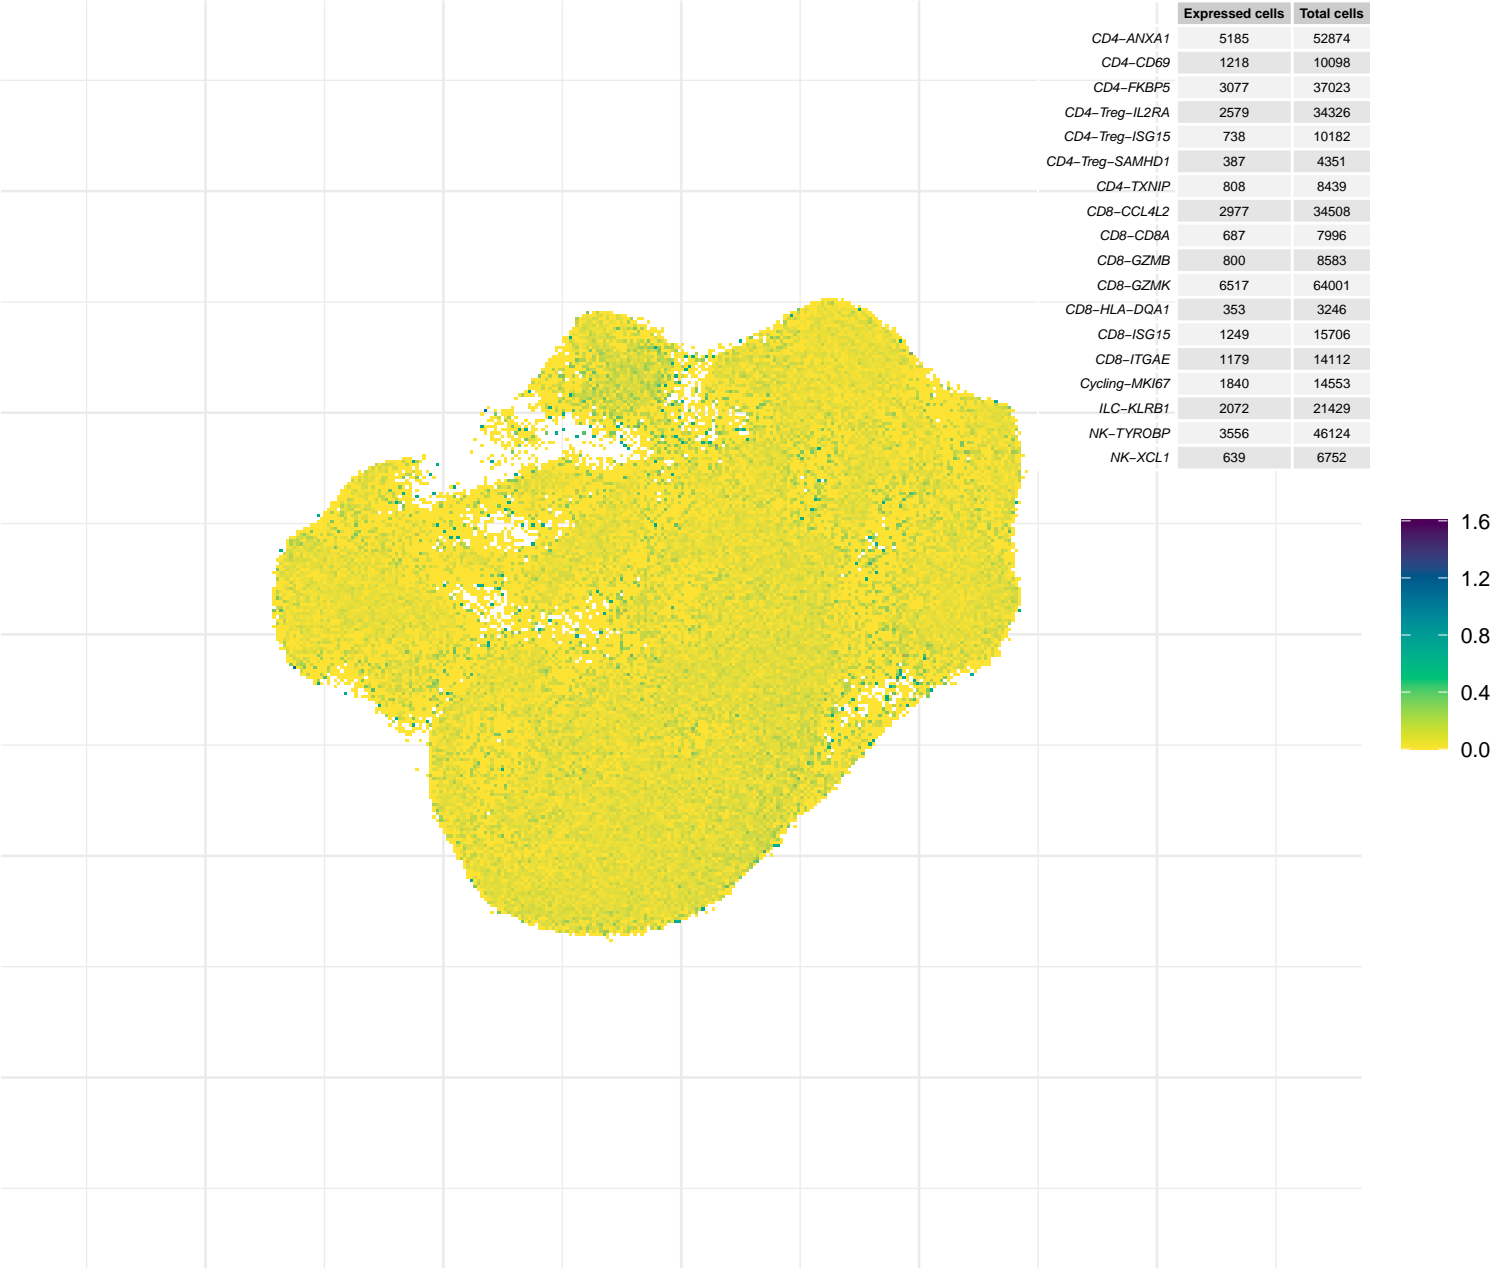 Expressed cells Total cells
CD4−ANXA1 5185 52874
CD4−CD69 1218 10098
CD4−FKBP5 3077 37023
CD4−Treg−IL2RA 2579 34326
CD4−Treg−ISG15 738 10182
CD4−Treg−SAMHD1 387 4351
CD4−TXNIP 808 8439
CD8−CCL4L2 2977 34508
CD8−CD8A 687 7996
CD8−GZMB 800 8583
CD8−GZMK 6517 64001
CD8−HLA−DQA1 353 3246
CD8−ISG15 1249 15706
CD8−ITGAE 1179 14112
Cycling−MKI67 1840 14553
ILC−KLRB1 2072 21429
NK−TYROBP 3556 46124
NK−XCL1 639 6752
1.6
1.2
0.8
0.4
0.0